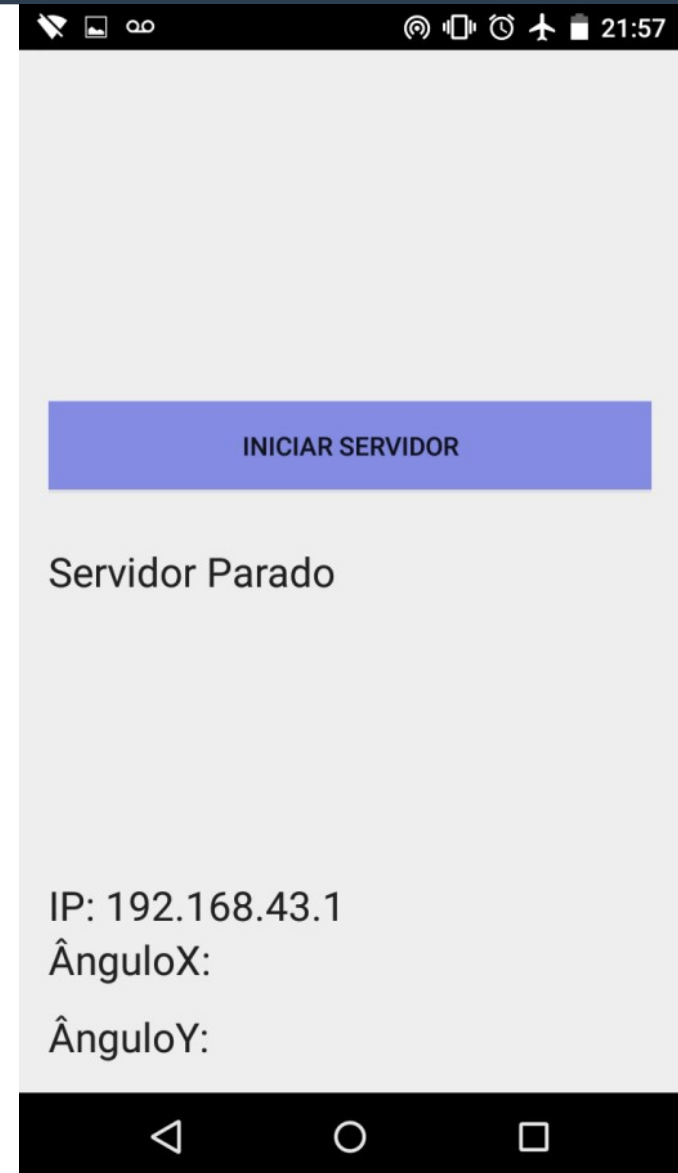 21:57
INICIAR SERVIDOR
Servidor Parado
IP: 192.168.43.1
ÂnguloX:
ÂnguloY: